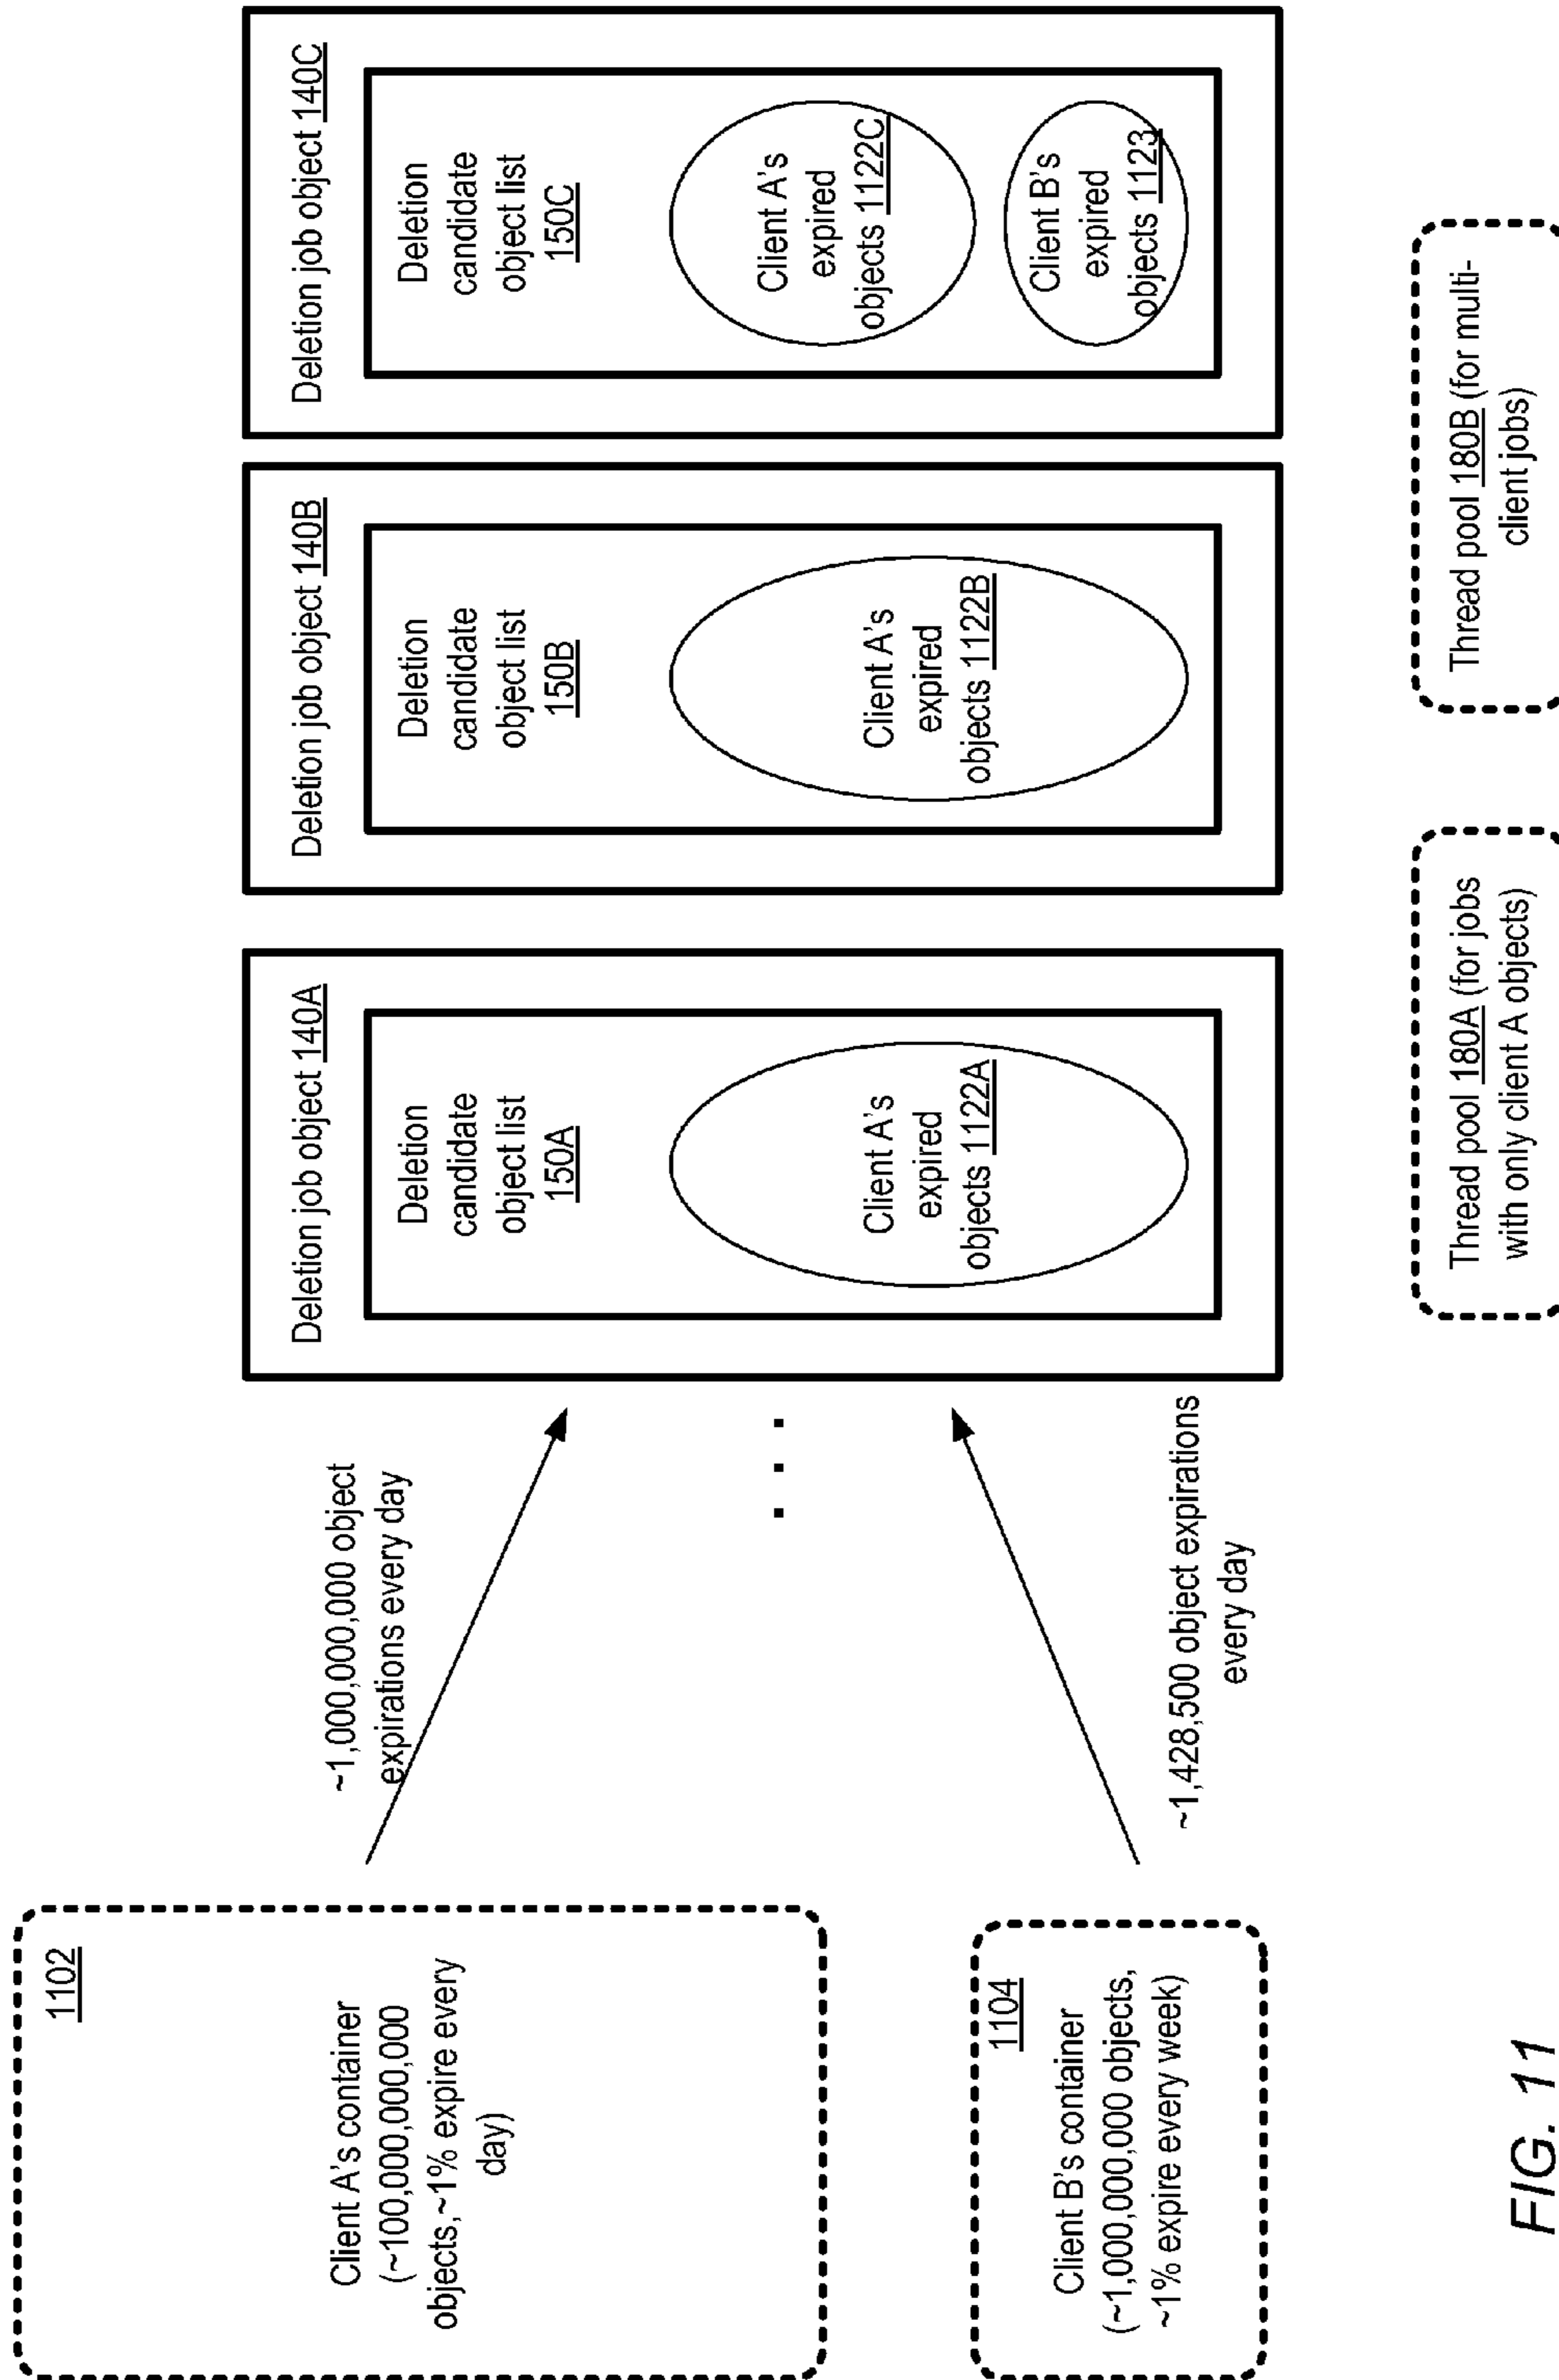 1102
Client A's container
(~100,000,000,000
objects,~1% expire every
day)
1104
Client B's container
(~1,000,000,000 objects,
~1% expire every week)
~1,000,000,000 object
expirations every day
. . .
~1,428,500 object expirations
every day
Deletion job object 140A
Deletion
candidate
object list
150A
Client A's
expired
objects 1122A
Deletion job object 140B
Deletion
candidate
object list
150B
Client A's
expired
objects 1122B
Deletion job object 140C
Deletion
candidate
object list
150C
Client A's
expired
objects 1122C
Client B's
expired
objects 1123
Thread pool 180A (for jobs
with only client A objects)
Thread pool 180B (for multi-
client jobs)
FIG. 11